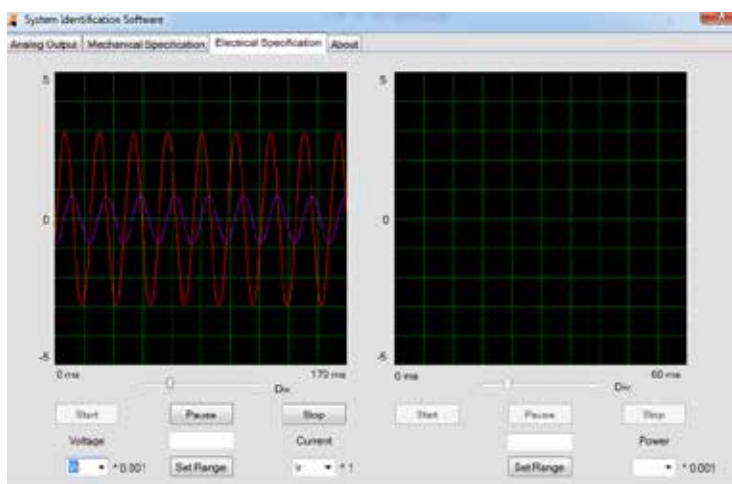 System Identification Software
Analog Output Mechanical Specification Electrical Specification About
5 5
0 0
-5 -5
0 ms 170 ms 0 ms 60 ms
Div Div
Start Pause Stop Start Pause Stop
Voltage Current Power
* 0.001 Set Range * 1 Set Range * 0.001